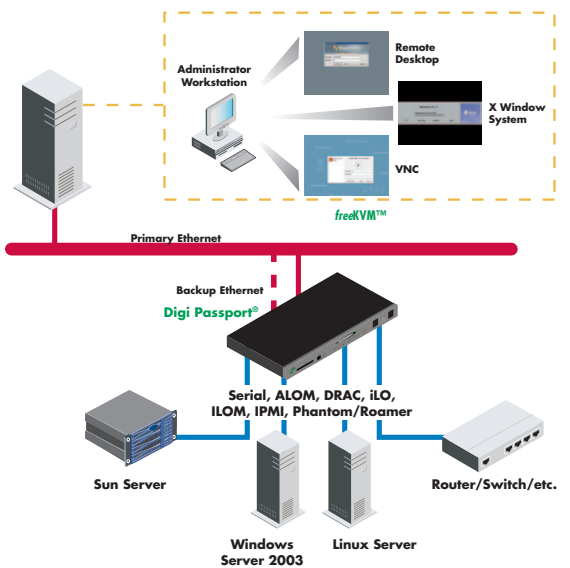 Administrator
Workstation
Remote
Desktop
X Window
System
VNC
freeKVM™
Primary Ethernet
Backup Ethernet
Digi Passport®
Serial, ALOM, DRAC, iLO,
ILOM, IPMI, Phantom/Roamer
Sun Server
Router/Switch/etc.
Windows
Server 2003
Linux Server